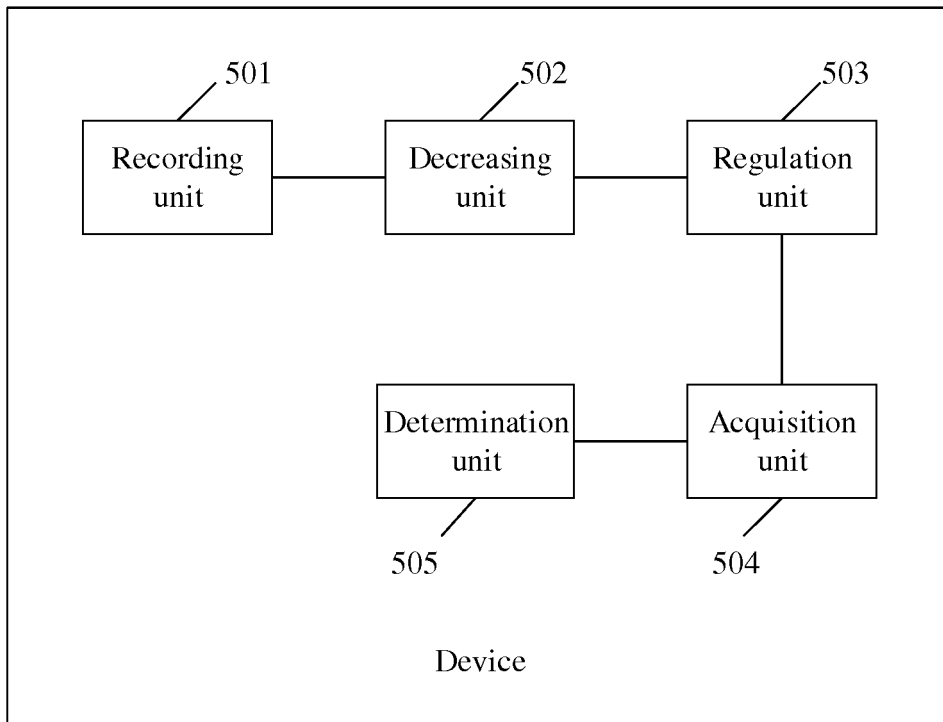 501
502
503
Recording
unit
Decreasing
unit
Regulation
unit
Determination
unit
Acquisition
unit
505
504
Device